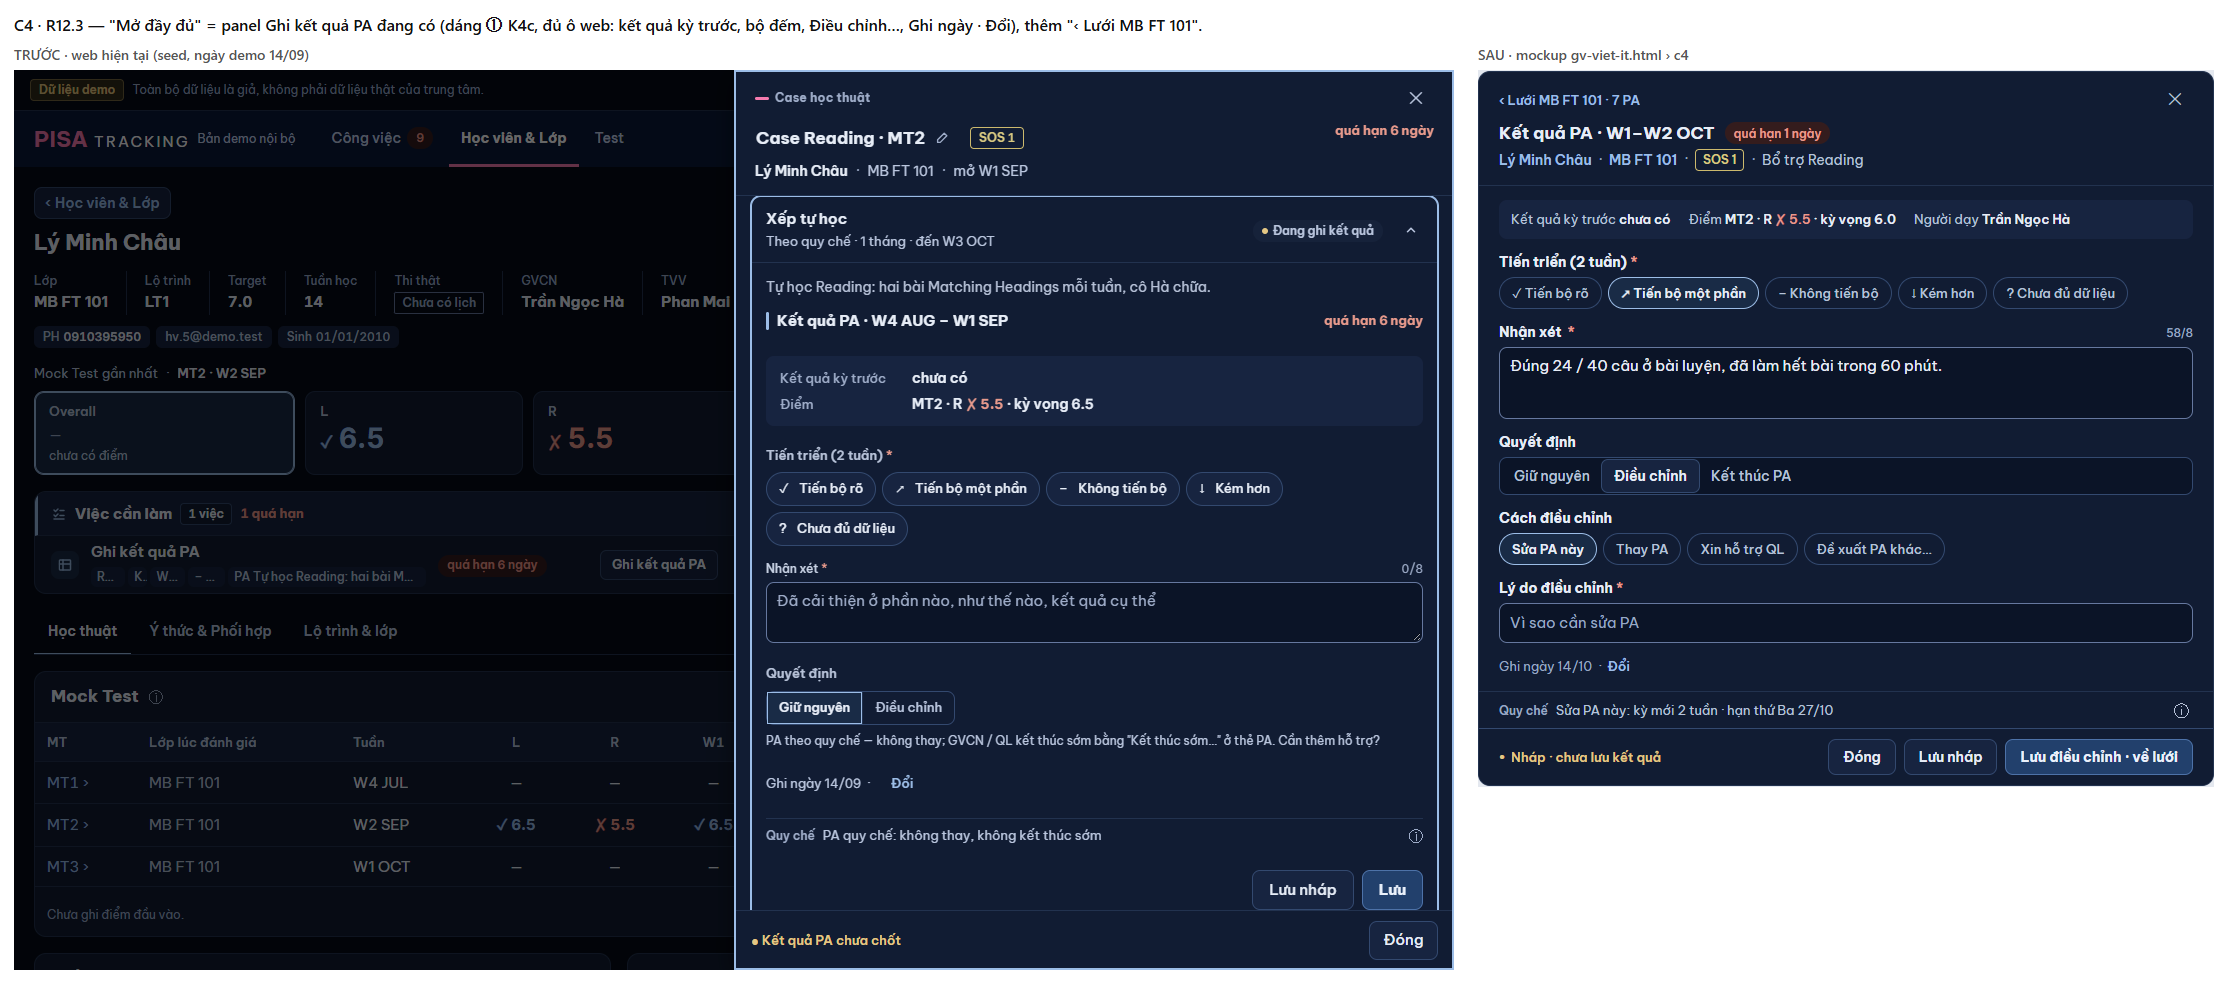 C4 · R12.3 — "Mở đầy đủ" = panel Ghi kết quả PA đang có (dáng ① K4c, đủ ô web: kết quả kỳ trước, bộ đếm, Điều chỉnh..., Ghi ngày · Đổi), thêm "‹ Lưới MB FT 101".
TRƯỚC · web hiện tại (seed, ngày demo 14/09)
Dữ liệu demo Toàn bộ dữ liệu là giả, không phải dữ liệu thật của trung tâm.
PISA TRACKING Bản demo nội bộ Công việc 9 Học viên & Lớp Test
‹ Học viên & Lớp
Lý Minh Châu
Lớp Lộ trình Target Tuần học Thi thật GVCN TVV
MB FT 101 LT1 7.0 14 Chưa có lịch Trần Ngọc Hà Phan Mai
PH 0910395950 hv.5@demo.test Sinh 01/01/2010
Mock Test gần nhất · MT2 · W2 SEP
Overall L R
— ✓ 6.5 ✗ 5.5
chưa có điểm
Việc cần làm 1 việc 1 quá hạn
Ghi kết quả PA
R... K. W... – ... PA Tự học Reading: hai bài M... quá hạn 6 ngày Ghi kết quả PA
Học thuật Ý thức & Phối hợp Lộ trình & lớp
Mock Test ⓘ
MT Lớp lúc đánh giá Tuần L R W1
MT1 › MB FT 101 W4 JUL — — —
MT2 › MB FT 101 W2 SEP ✓ 6.5 ✗ 5.5 ✓ 6.5
MT3 › MB FT 101 W1 OCT — — —
Chưa ghi điểm đầu vào.
Case học thuật
Case Reading · MT2 SOS 1 quá hạn 6 ngày
Lý Minh Châu · MB FT 101 · mở W1 SEP
Xếp tự học
Theo quy chế · 1 tháng · đến W3 OCT
Đang ghi kết quả
Tự học Reading: hai bài Matching Headings mỗi tuần, cô Hà chữa.
Kết quả PA · W4 AUG – W1 SEP quá hạn 6 ngày
Kết quả kỳ trước chưa có
Điểm MT2 · R ✗ 5.5 · kỳ vọng 6.5
Tiến triển (2 tuần) *
✓ Tiến bộ rõ ↗ Tiến bộ một phần – Không tiến bộ ↓ Kém hơn
? Chưa đủ dữ liệu
Nhận xét * 0/8
Đã cải thiện ở phần nào, như thế nào, kết quả cụ thể
Quyết định
Giữ nguyên Điều chỉnh
PA theo quy chế — không thay; GVCN / QL kết thúc sớm bằng "Kết thúc sớm..." ở thẻ PA. Cần thêm hỗ trợ?
Ghi ngày 14/09 · Đổi
Quy chế PA quy chế: không thay, không kết thúc sớm ⓘ
Lưu nháp Lưu
Kết quả PA chưa chốt Đóng
SAU · mockup gv-viet-it.html › c4
‹ Lưới MB FT 101 · 7 PA
Kết quả PA · W1–W2 OCT quá hạn 1 ngày
Lý Minh Châu · MB FT 101 · SOS 1 · Bổ trợ Reading
Kết quả kỳ trước chưa có Điểm MT2 · R ✗ 5.5 · kỳ vọng 6.0 Người dạy Trần Ngọc Hà
Tiến triển (2 tuần) *
✓ Tiến bộ rõ ↗ Tiến bộ một phần – Không tiến bộ ↓ Kém hơn ? Chưa đủ dữ liệu
Nhận xét * 58/8
Đúng 24 / 40 câu ở bài luyện, đã làm hết bài trong 60 phút.
Quyết định
Giữ nguyên Điều chỉnh Kết thúc PA
Cách điều chỉnh
Sửa PA này Thay PA Xin hỗ trợ QL Đề xuất PA khác...
Lý do điều chỉnh *
Vì sao cần sửa PA
Ghi ngày 14/10 · Đổi
Quy chế Sửa PA này: kỳ mới 2 tuần · hạn thứ Ba 27/10 ⓘ
• Nháp · chưa lưu kết quả Đóng Lưu nháp Lưu điều chỉnh · về lưới